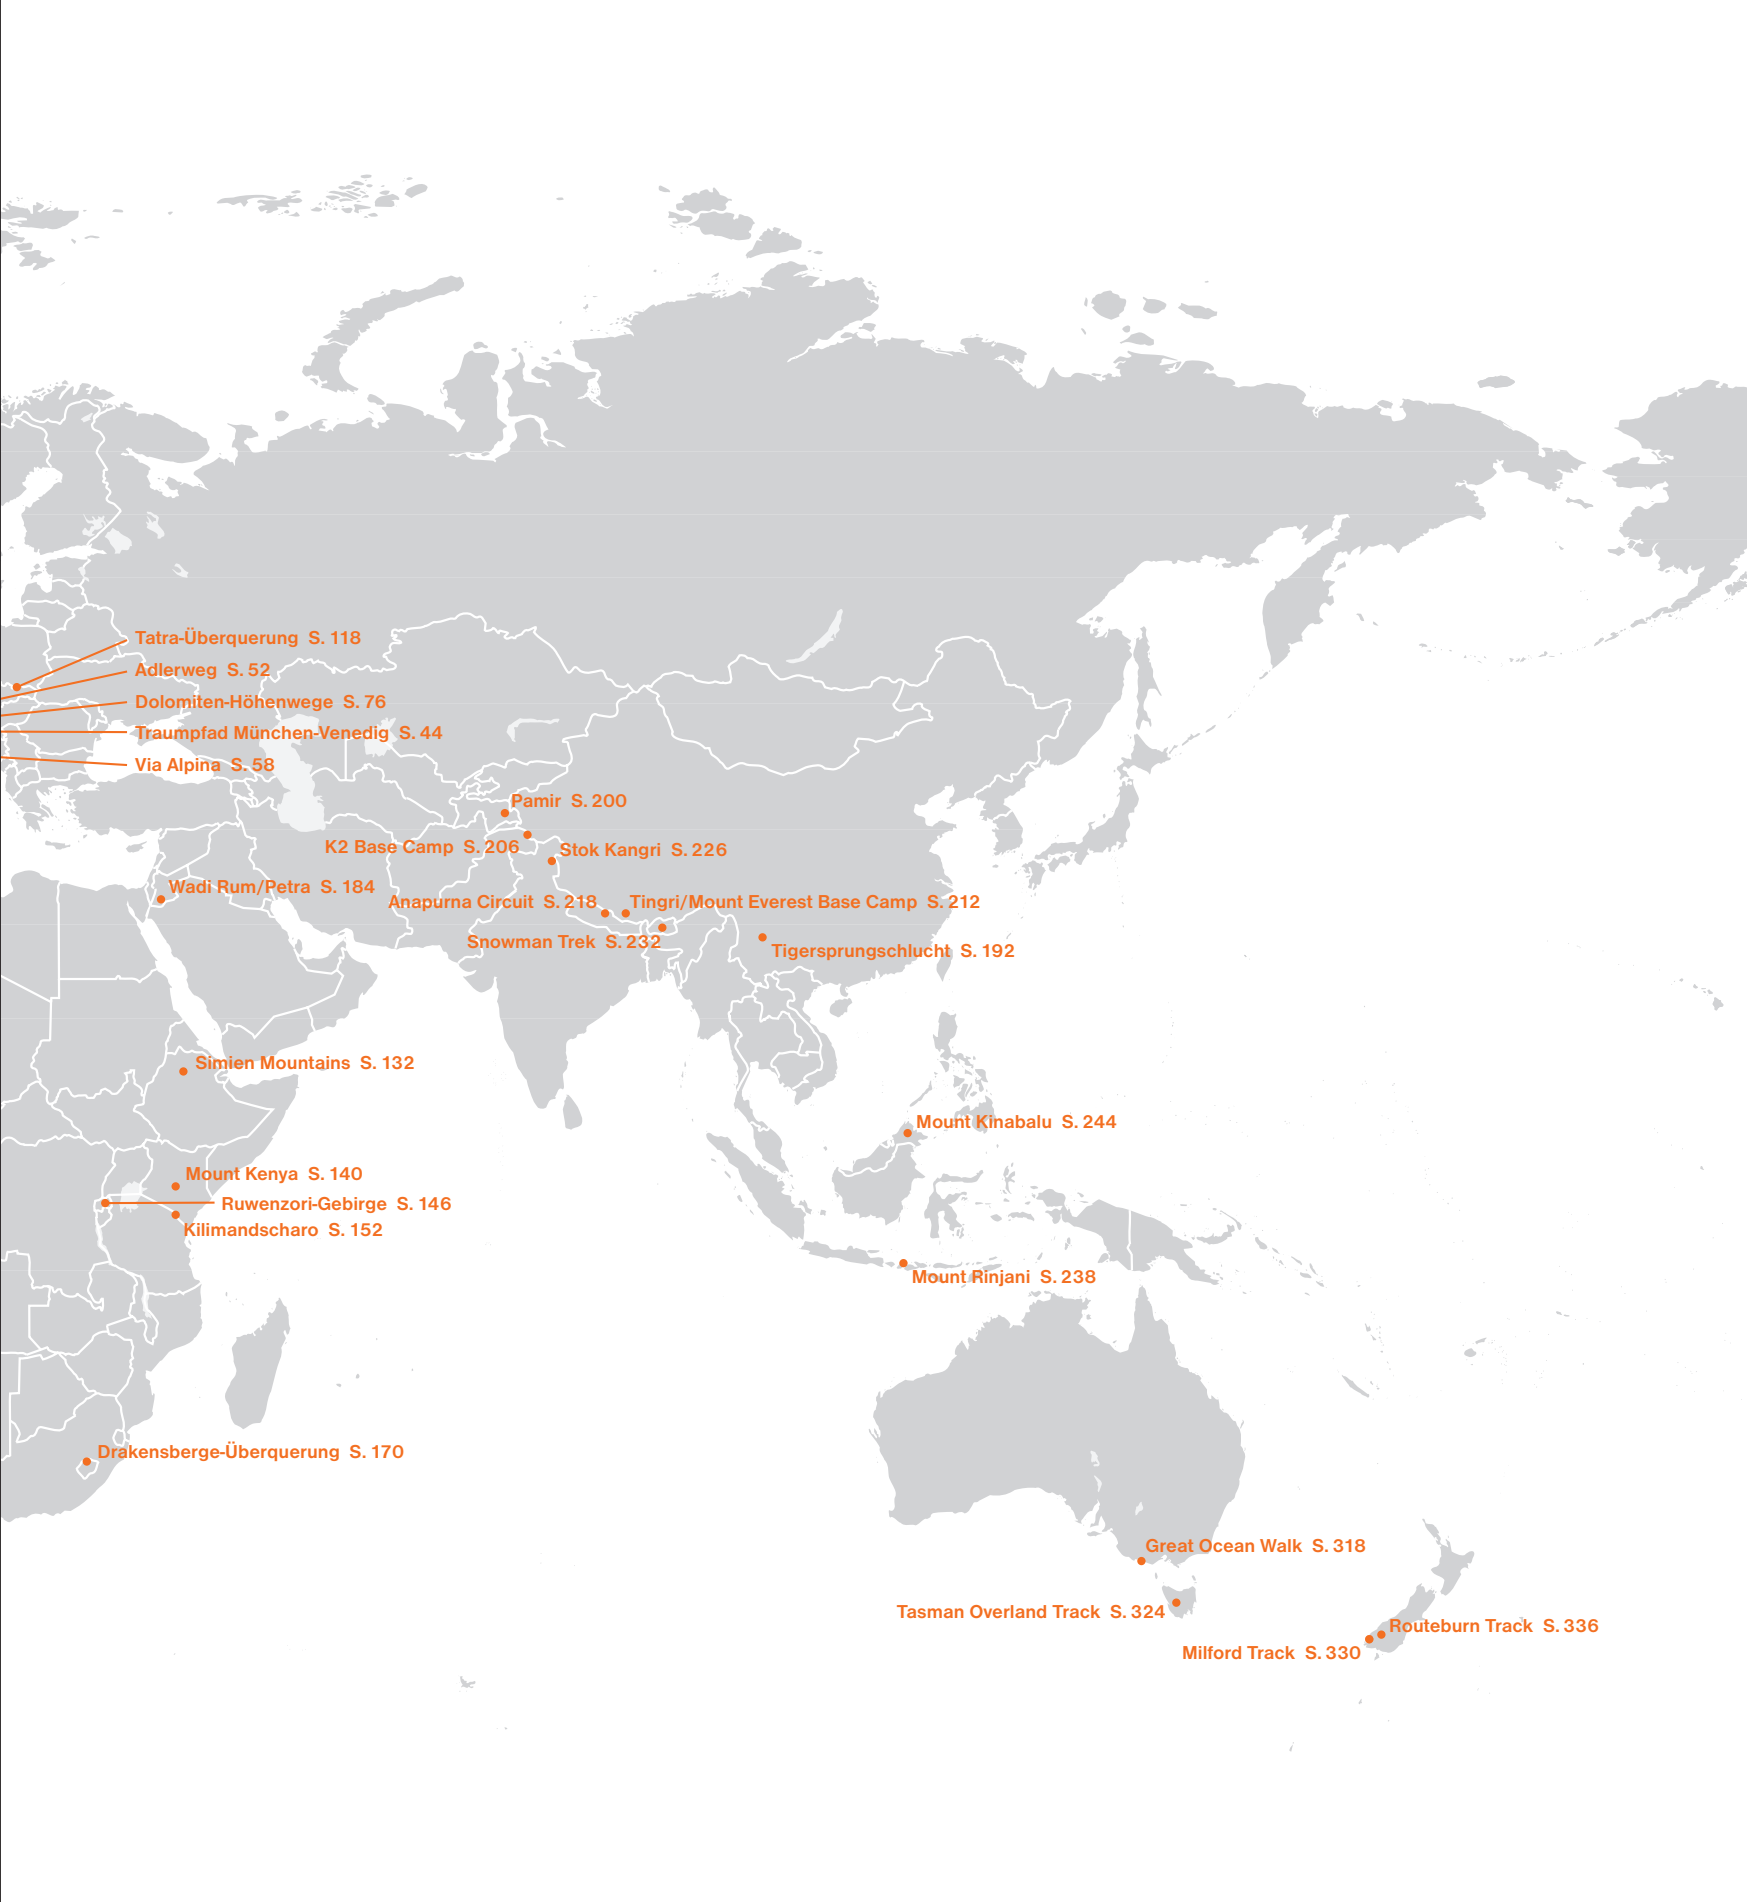 Tatra-Überquerung S. 118
Adlerweg S. 52
Dolomiten-Höhenwege S. 76
Traumpfad München-Venedig S. 44
Via Alpina S. 58
Pamir S. 200
K2 Base Camp S. 206
Stok Kangri S. 226
Wadi Rum/Petra S. 184
Anapurna Circuit S. 218
Tingri/Mount Everest Base Camp S. 212
Snowman Trek S. 232
Tigersprungschlucht S. 192
Simien Mountains S. 132
Mount Kinabalu S. 244
Mount Kenya S. 140
Ruwenzori-Gebirge S. 146
Kilimandscharo S. 152
Mount Rinjani S. 238
Drakensberge-Überquerung S. 170
Great Ocean Walk S. 318
Tasman Overland Track S. 324
Routeburn Track S. 336
Milford Track S. 330